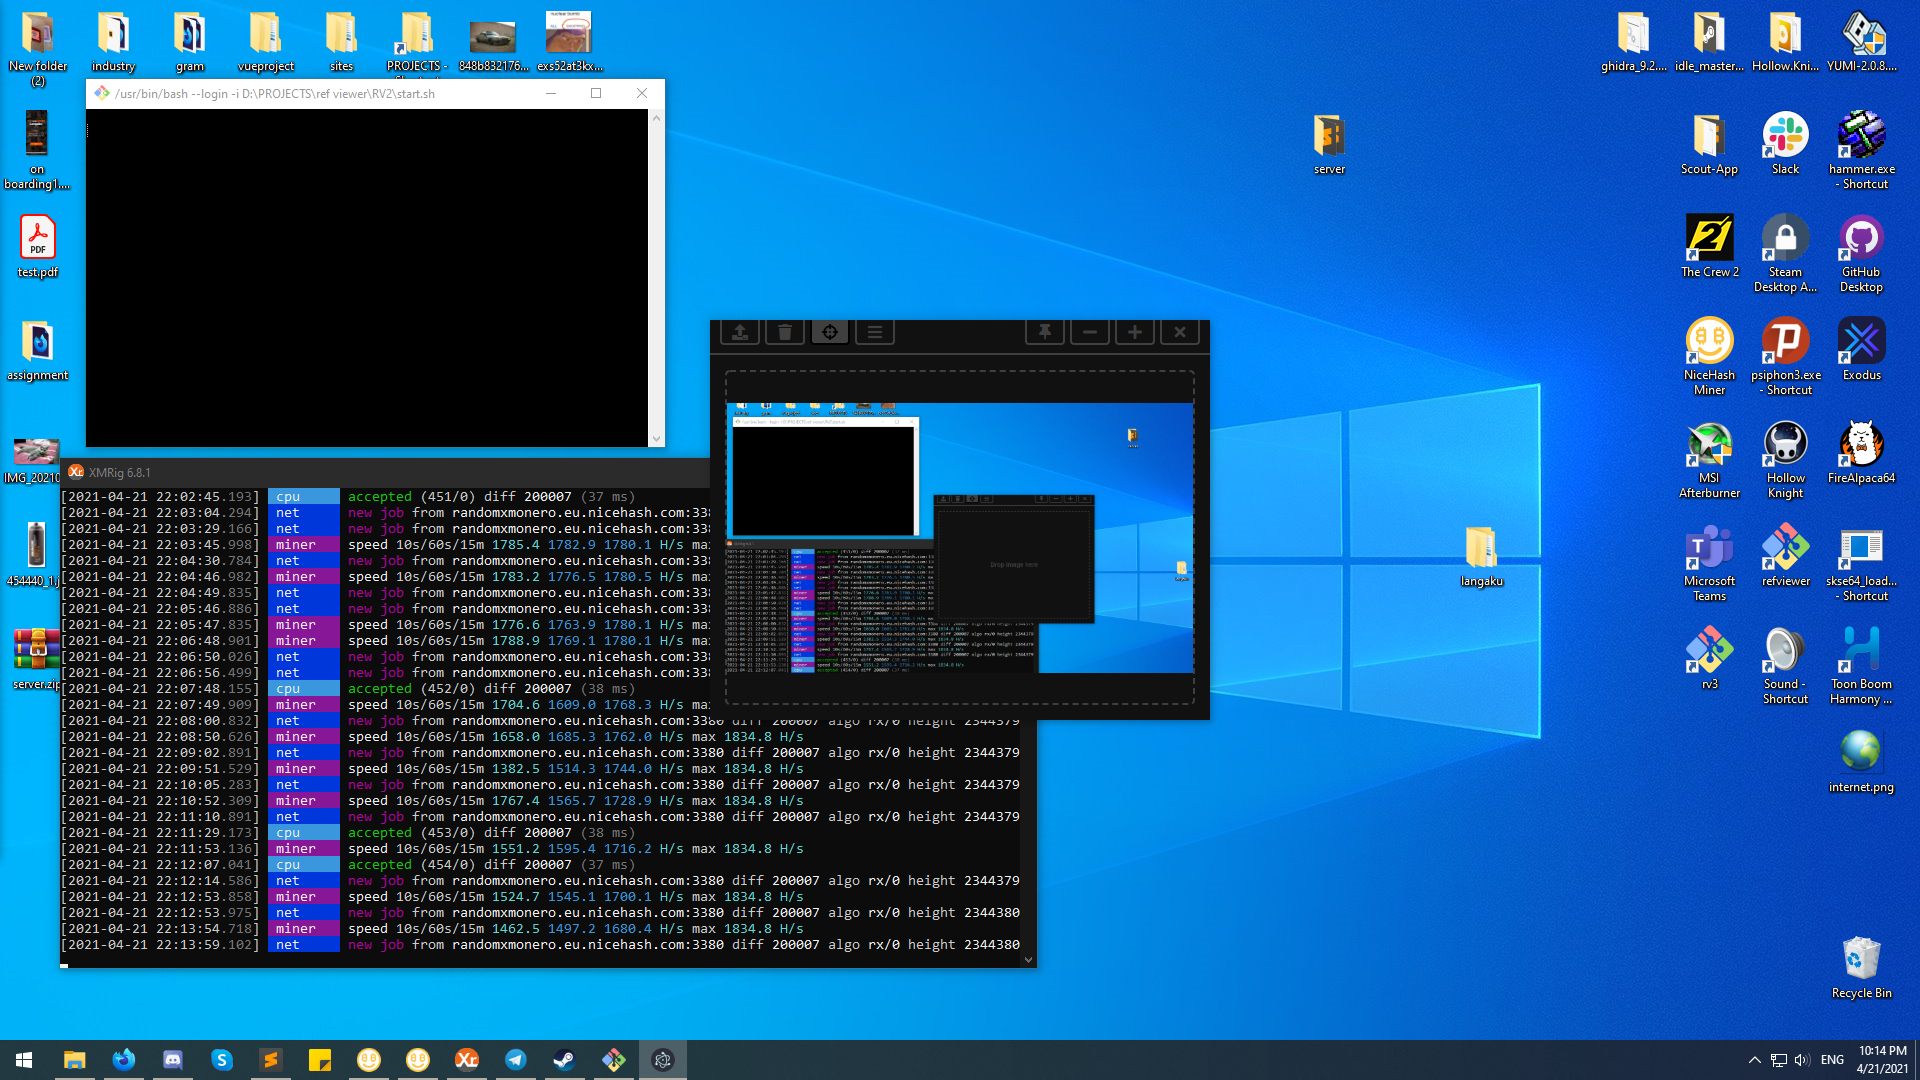 New folder (2)
industry
gram
vueproject
sites
PROJECTS -
848b832176...
exs52at3kx...
ghidra_9.2....
idle_master...
Hollow.Kni...
YUMI-2.0.8....
/usr/bin/bash --login -i D:\PROJECTS\ref viewer\RV2\start.sh
on boarding1....
PDF
test.pdf
assignment
454440_1.j
server.zip
server
Scout-App
Slack
hammer.exe - Shortcut
The Crew 2
Steam Desktop A...
GitHub Desktop
NiceHash Miner
psiphon3.exe - Shortcut
Exodus
MSI Afterburner
Hollow Knight
FireAlpaca64
langaku
Microsoft Teams
refviewer
skse64_load... - Shortcut
rv3
Sound - Shortcut
Toon Boom Harmony ...
internet.png
Recycle Bin
Drop image here
XMRig 6.8.1
[2021-04-21 22:02:45.193] cpu accepted (451/0) diff 200007 (37 ms)
[2021-04-21 22:03:04.294] net new job from randomxmonero.eu.nicehash.com:338
[2021-04-21 22:03:29.166] net new job from randomxmonero.eu.nicehash.com:338
[2021-04-21 22:03:45.998] miner speed 10s/60s/15m 1785.4 1782.9 1780.1 H/s max
[2021-04-21 22:04:30.784] net new job from randomxmonero.eu.nicehash.com:338
[2021-04-21 22:04:46.982] miner speed 10s/60s/15m 1783.2 1776.5 1780.5 H/s max
[2021-04-21 22:04:49.835] net new job from randomxmonero.eu.nicehash.com:338
[2021-04-21 22:05:46.886] net new job from randomxmonero.eu.nicehash.com:338
[2021-04-21 22:05:47.835] miner speed 10s/60s/15m 1776.6 1763.9 1780.1 H/s max
[2021-04-21 22:06:48.901] miner speed 10s/60s/15m 1788.9 1769.1 1780.1 H/s max
[2021-04-21 22:06:50.026] net new job from randomxmonero.eu.nicehash.com:338
[2021-04-21 22:06:56.499] net new job from randomxmonero.eu.nicehash.com:338
[2021-04-21 22:07:48.155] cpu accepted (452/0) diff 200007 (38 ms)
[2021-04-21 22:07:49.909] miner speed 10s/60s/15m 1704.6 1609.0 1768.3 H/s max
[2021-04-21 22:08:00.832] net new job from randomxmonero.eu.nicehash.com:3380 diff 200007 algo rx/0 height 2344379
[2021-04-21 22:08:50.626] miner speed 10s/60s/15m 1658.0 1685.3 1762.0 H/s max 1834.8 H/s
[2021-04-21 22:09:02.891] net new job from randomxmonero.eu.nicehash.com:3380 diff 200007 algo rx/0 height 2344379
[2021-04-21 22:09:51.529] miner speed 10s/60s/15m 1382.5 1514.3 1744.0 H/s max 1834.8 H/s
[2021-04-21 22:10:05.283] net new job from randomxmonero.eu.nicehash.com:3380 diff 200007 algo rx/0 height 2344379
[2021-04-21 22:10:52.309] miner speed 10s/60s/15m 1767.4 1565.7 1728.9 H/s max 1834.8 H/s
[2021-04-21 22:11:10.891] net new job from randomxmonero.eu.nicehash.com:3380 diff 200007 algo rx/0 height 2344379
[2021-04-21 22:11:29.173] cpu accepted (453/0) diff 200007 (38 ms)
[2021-04-21 22:11:53.136] miner speed 10s/60s/15m 1551.2 1595.4 1716.2 H/s max 1834.8 H/s
[2021-04-21 22:12:07.041] cpu accepted (454/0) diff 200007 (37 ms)
[2021-04-21 22:12:14.586] net new job from randomxmonero.eu.nicehash.com:3380 diff 200007 algo rx/0 height 2344379
[2021-04-21 22:12:53.858] miner speed 10s/60s/15m 1524.7 1545.1 1700.1 H/s max 1834.8 H/s
[2021-04-21 22:12:53.975] net new job from randomxmonero.eu.nicehash.com:3380 diff 200007 algo rx/0 height 2344380
[2021-04-21 22:13:54.718] miner speed 10s/60s/15m 1462.5 1497.2 1680.4 H/s max 1834.8 H/s
[2021-04-21 22:13:59.102] net new job from randomxmonero.eu.nicehash.com:3380 diff 200007 algo rx/0 height 2344380
ENG
10:14 PM
4/21/2021